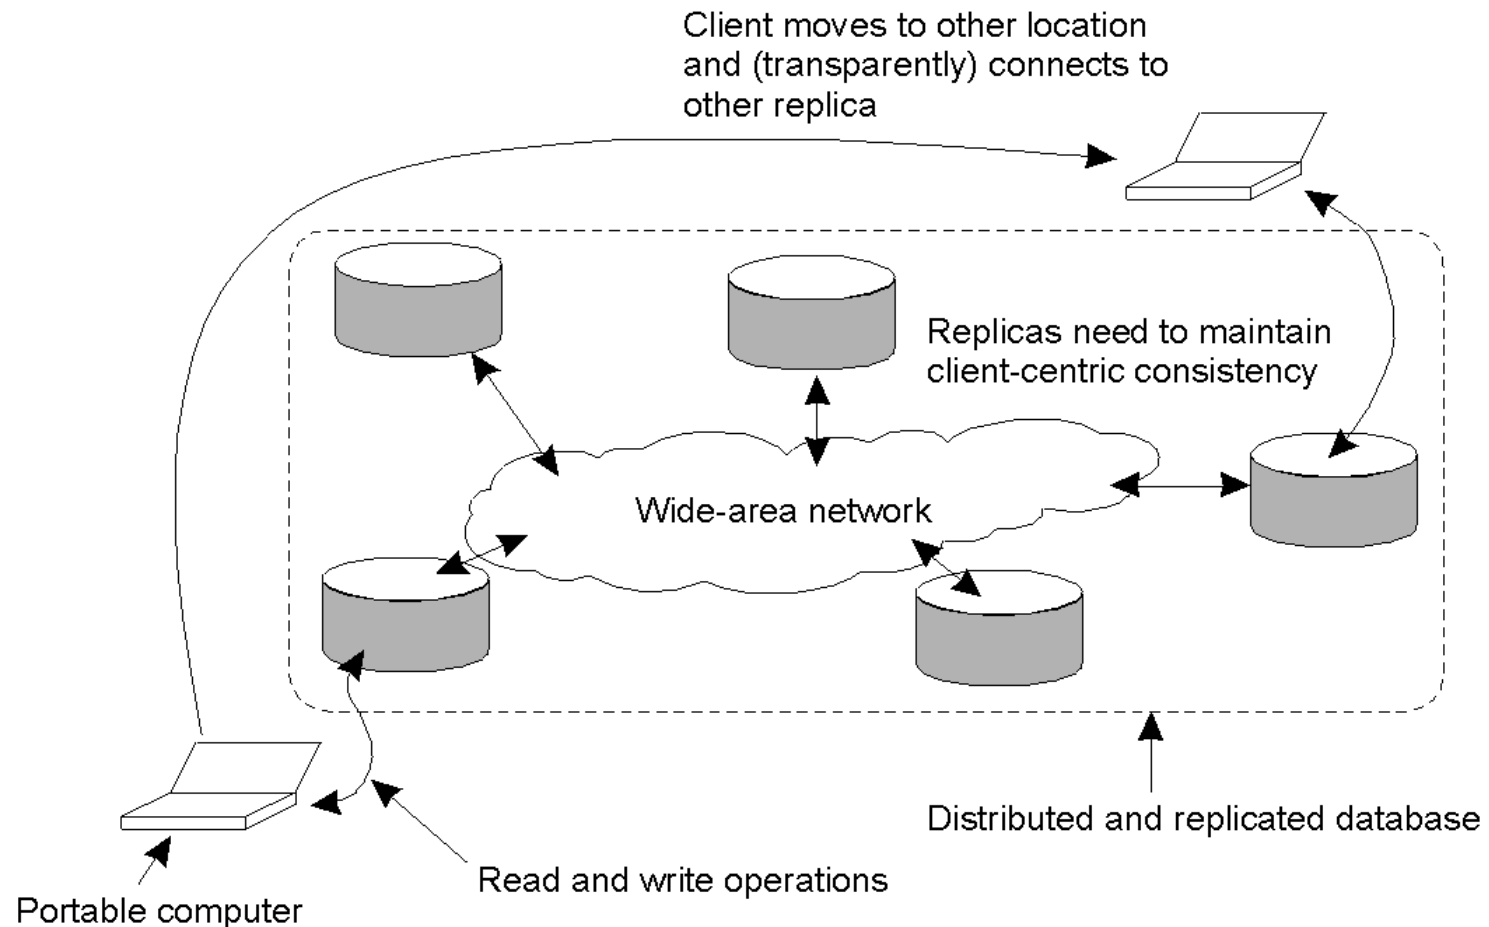 Client moves to other location
and (transparently) connects to
other replica
Replicas need to maintain
client-centric consistency
Wide-area network
Distributed and replicated database
Read and write operations
Portable computer